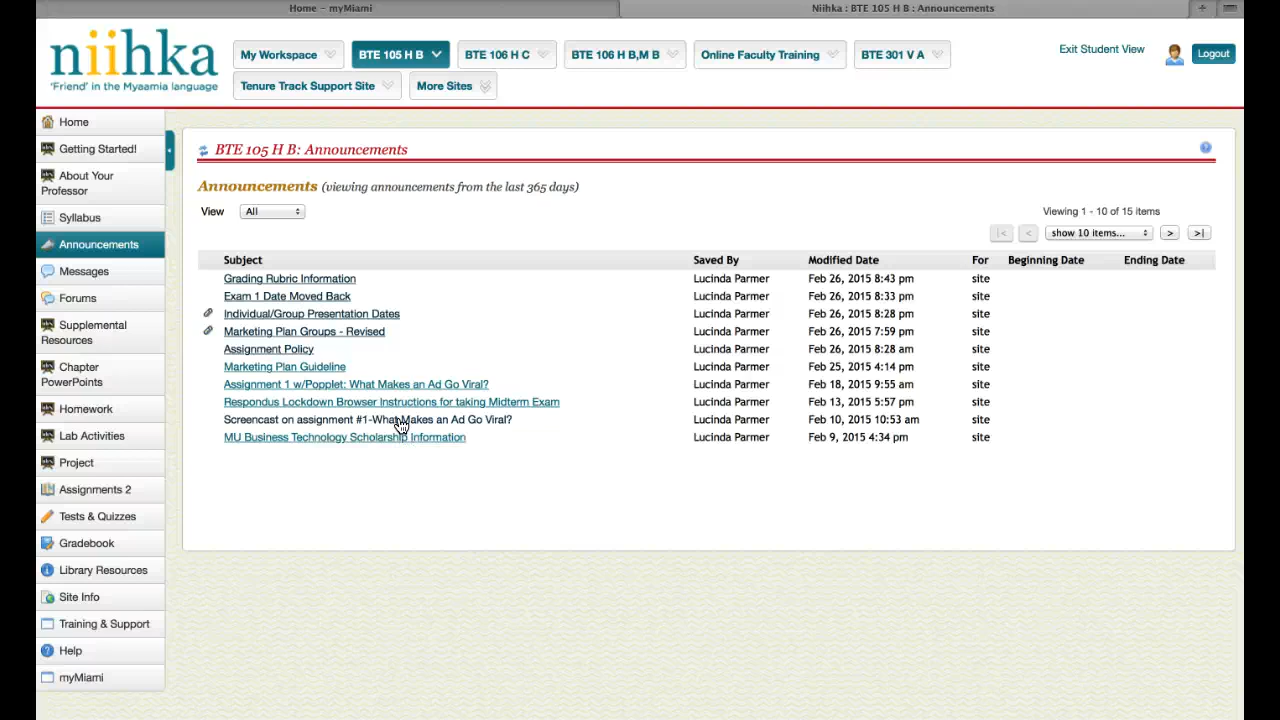 Home – myMiami
Niihka : BTE 105 H B : Announcements
niihka
'Friend' in the Myaamia language
My Workspace
BTE 105 H B
BTE 106 H C
BTE 106 H B,M B
Online Faculty Training
BTE 301 V A
Exit Student View
Logout
Tenure Track Support Site
More Sites
Home
Getting Started!
About Your
Professor
Syllabus
Announcements
Messages
Forums
Supplemental
Resources
Chapter
PowerPoints
Homework
Lab Activities
Project
Assignments 2
Tests & Quizzes
Gradebook
Library Resources
Site Info
Training & Support
Help
myMiami
BTE 105 H B: Announcements
Announcements (viewing announcements from the last 365 days)
View All
Viewing 1 - 10 of 15 items
|< < show 10 items... > >|
Subject Saved By Modified Date For Beginning Date Ending Date
Grading Rubric Information Lucinda Parmer Feb 26, 2015 8:43 pm site
Exam 1 Date Moved Back Lucinda Parmer Feb 26, 2015 8:33 pm site
Individual/Group Presentation Dates Lucinda Parmer Feb 26, 2015 8:28 pm site
Marketing Plan Groups - Revised Lucinda Parmer Feb 26, 2015 7:59 pm site
Assignment Policy Lucinda Parmer Feb 26, 2015 8:28 am site
Marketing Plan Guideline Lucinda Parmer Feb 25, 2015 4:14 pm site
Assignment 1 w/Popplet: What Makes an Ad Go Viral? Lucinda Parmer Feb 18, 2015 9:55 am site
Respondus Lockdown Browser Instructions for taking Midterm Exam Lucinda Parmer Feb 13, 2015 5:57 pm site
Screencast on assignment #1-What Makes an Ad Go Viral? Lucinda Parmer Feb 10, 2015 10:53 am site
MU Business Technology Scholarship Information Lucinda Parmer Feb 9, 2015 4:34 pm site